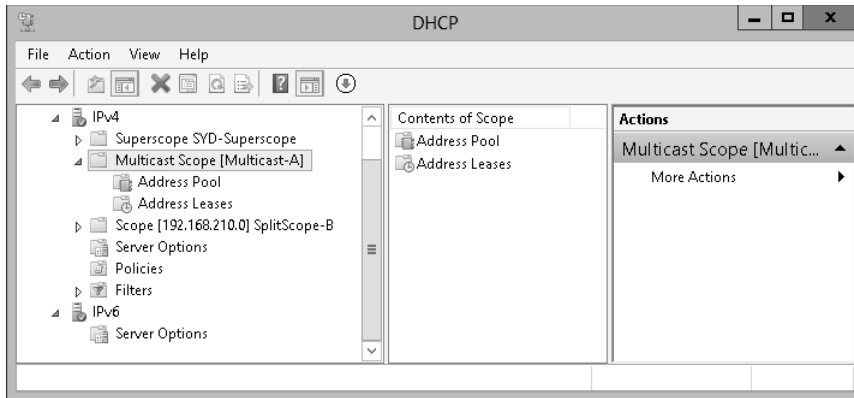 DHCP
File Action View Help
IPv4
Superscope SYD-Superscope
Multicast Scope [Multicast-A]
Address Pool
Address Leases
Scope [192.168.210.0] SplitScope-B
Server Options
Policies
Filters
IPv6
Server Options
Contents of Scope
Address Pool
Address Leases
Actions
Multicast Scope [Multic...
More Actions